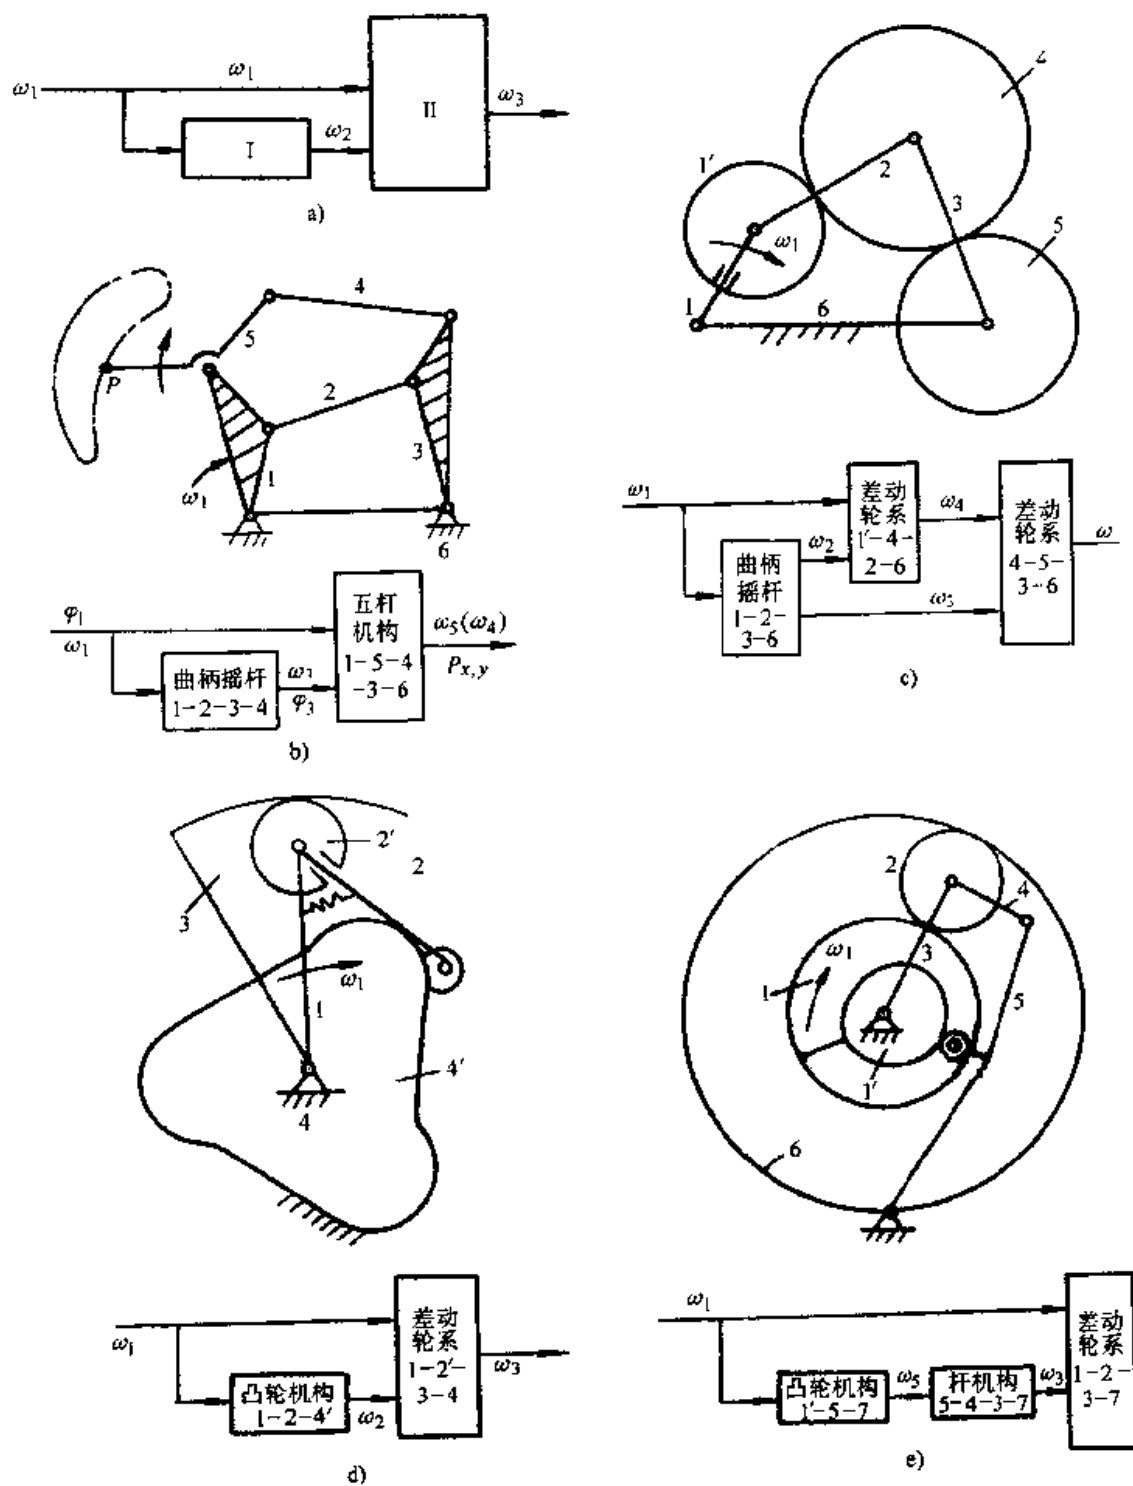 ω₁
ω₁
I
ω₂
II
ω₃
a)
4
5
P
2
3
ω₁
1
6
φ₁
ω₁
曲柄摇杆
1-2-3-4
ω₃
φ₃
五杆
机构
1-5-4
-3-6
ω₅(ω₄)
Pₓ,ᵧ
b)
4
1′
2
3
5
ω₁
1
6
ω₁
曲柄
摇杆
1-2-
3-6
ω₂
差动
轮系
1′-4-
2-6
ω₄
ω₃
差动
轮系
4-5-
3-6
ω
c)
2′
2
3
ω₁
1
4′
4
ω₁
凸轮机构
1-2-4′
ω₂
差动
轮系
1-2′-
3-4
ω₃
d)
2
4
3
ω₁
1
5
1′
6
ω₁
凸轮机构
1′-5-7
ω₅
杆机构
5-4-3-7
ω₃
差动
轮系
1-2-
3-7
e)